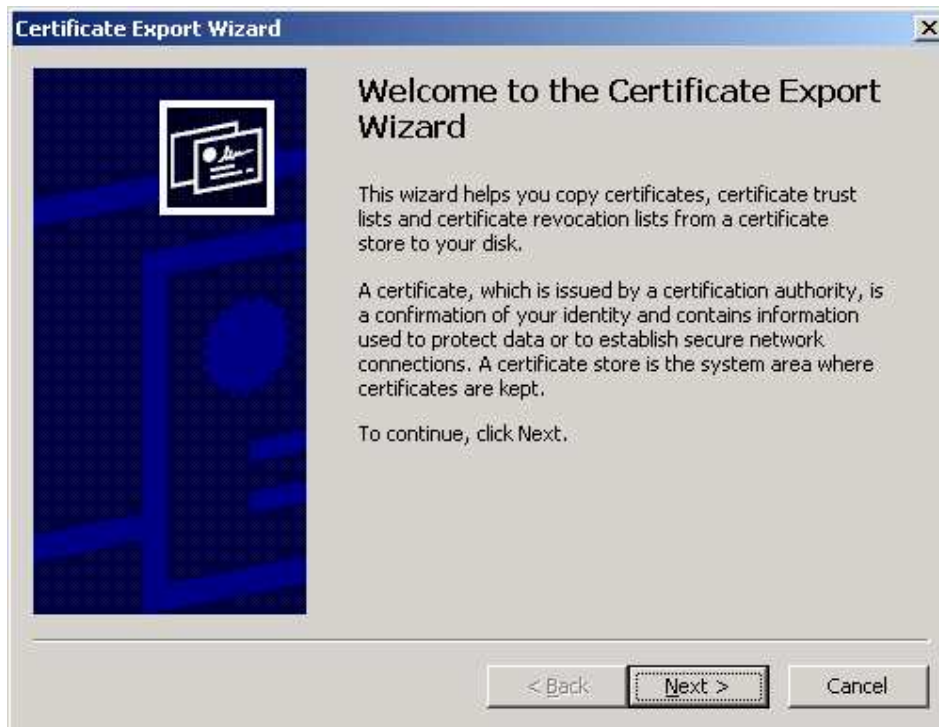 Certificate Export Wizard
Welcome to the Certificate Export
Wizard
This wizard helps you copy certificates, certificate trust
lists and certificate revocation lists from a certificate
store to your disk.
A certificate, which is issued by a certification authority, is
a confirmation of your identity and contains information
used to protect data or to establish secure network
connections. A certificate store is the system area where
certificates are kept.
To continue, click Next.
< Back Next > Cancel